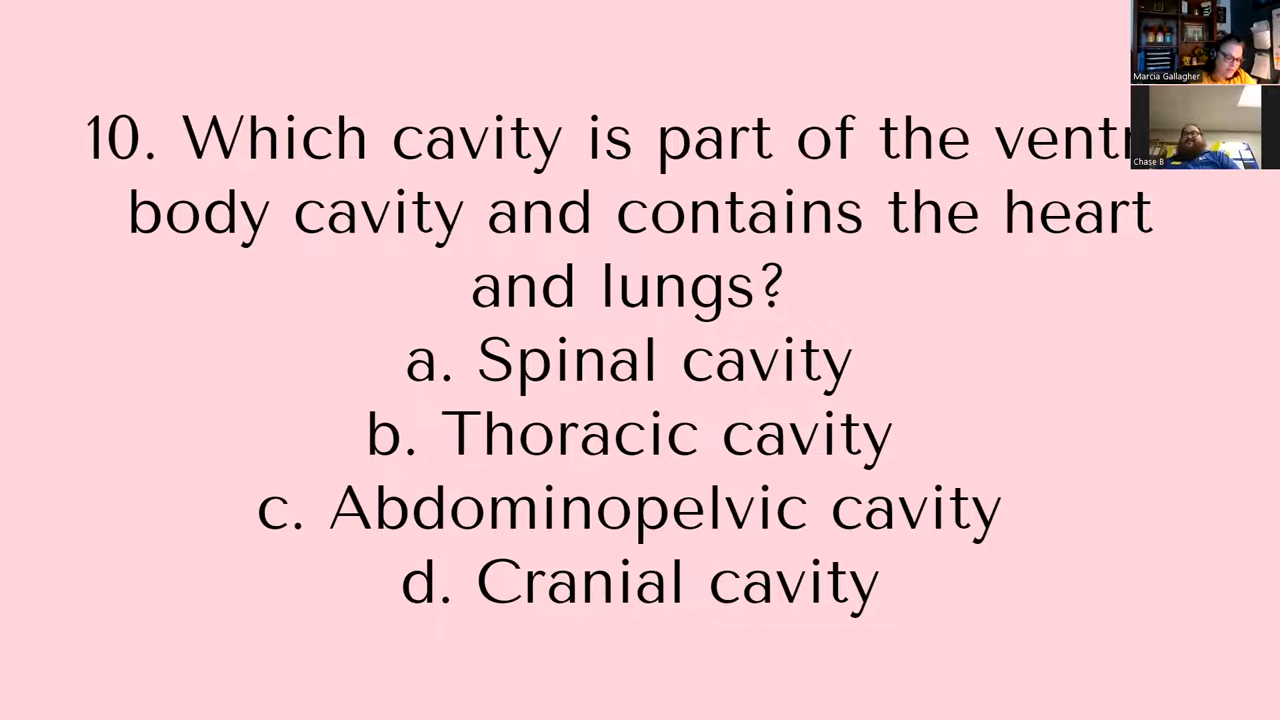 10. Which cavity is part of the ventr
body cavity and contains the heart
and lungs?
a. Spinal cavity
b. Thoracic cavity
c. Abdominopelvic cavity
d. Cranial cavity
Marcia Gallagher
Chase B